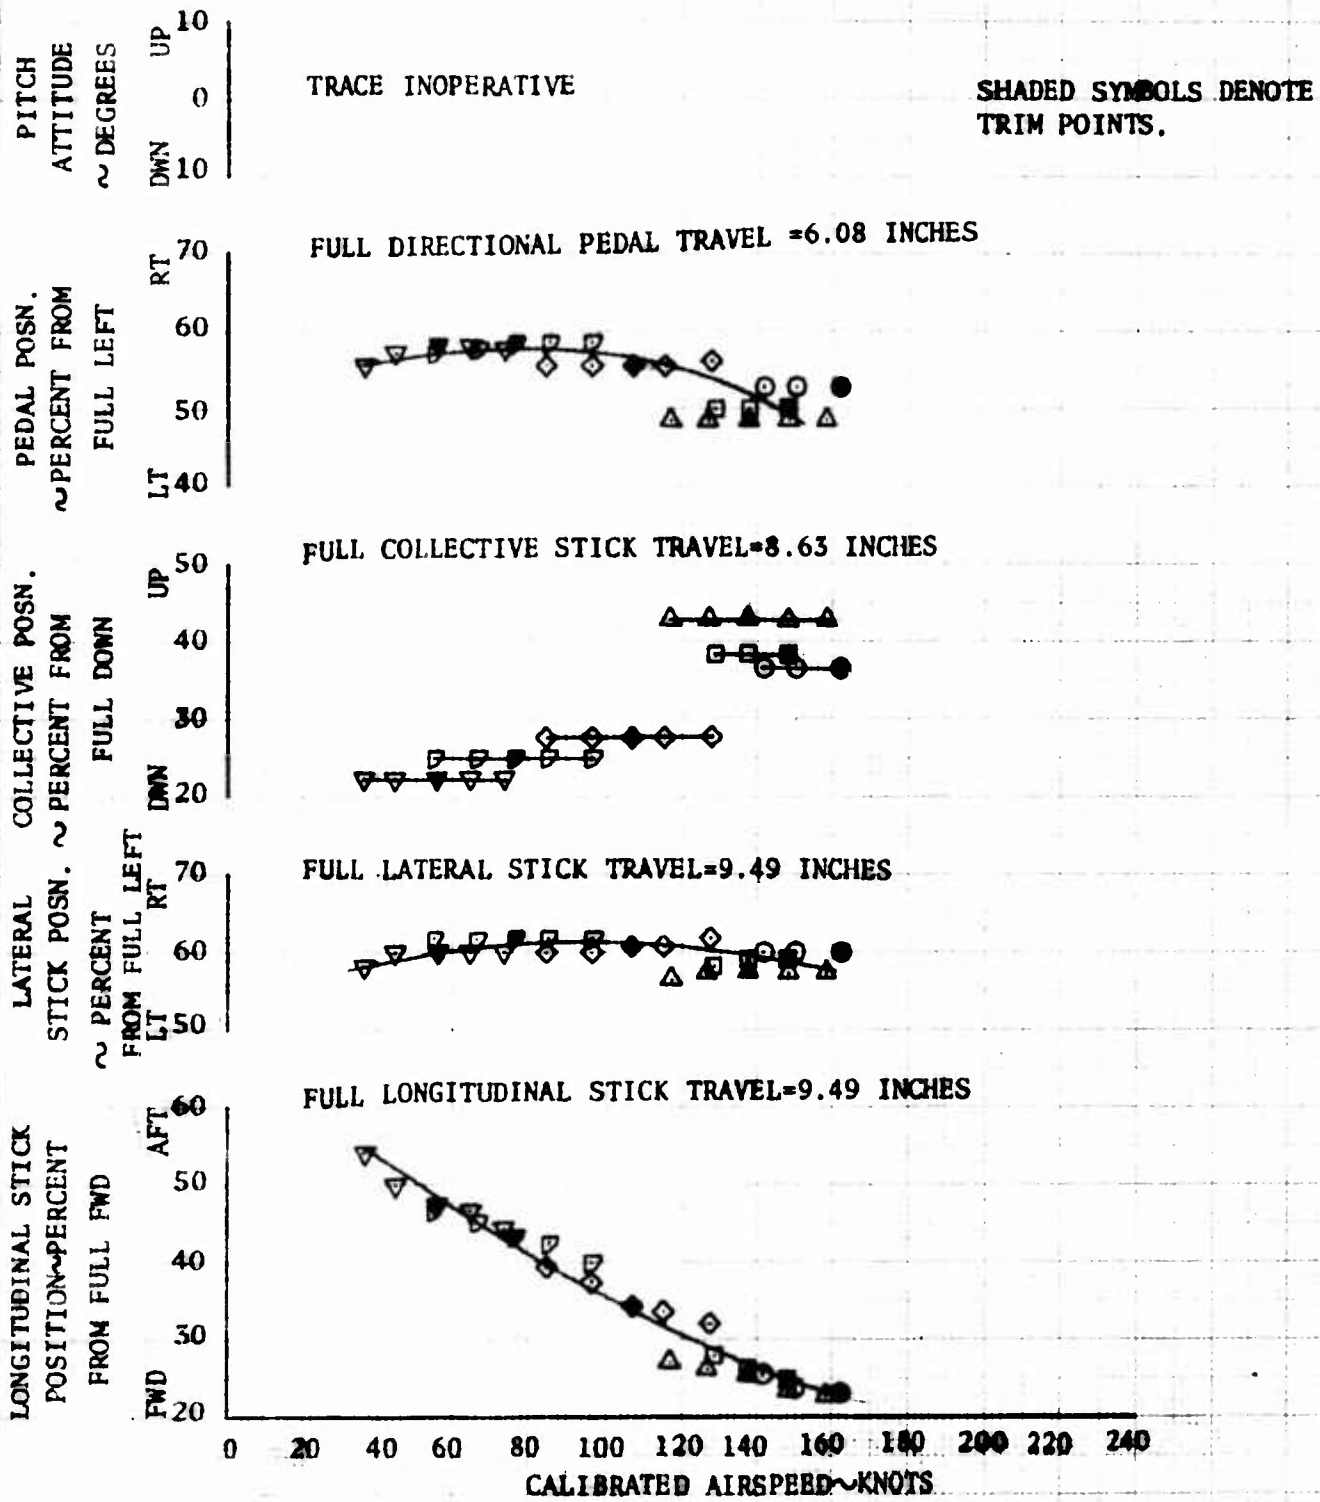 PITCH
ATTITUDE
~ DEGREES
DWN UP
10
0
10
TRACE INOPERATIVE
SHADED SYMBOLS DENOTE
TRIM POINTS.
PEDAL POSN.
~PERCENT FROM
FULL LEFT
LT RT
70
60
50
40
FULL DIRECTIONAL PEDAL TRAVEL =6.08 INCHES
COLLECTIVE POSN.
~ PERCENT FROM
FULL DOWN
DWN UP
50
40
30
20
FULL COLLECTIVE STICK TRAVEL=8.63 INCHES
LATERAL
STICK POSN.
~ PERCENT
FROM FULL LEFT
LT RT
70
60
50
FULL LATERAL STICK TRAVEL=9.49 INCHES
LONGITUDINAL STICK
POSITION~PERCENT
FROM FULL FWD
FWD AFT
60
50
40
30
20
FULL LONGITUDINAL STICK TRAVEL=9.49 INCHES
0 20 40 60 80 100 120 140 160 180 200 220 240
CALIBRATED AIRSPEED~KNOTS